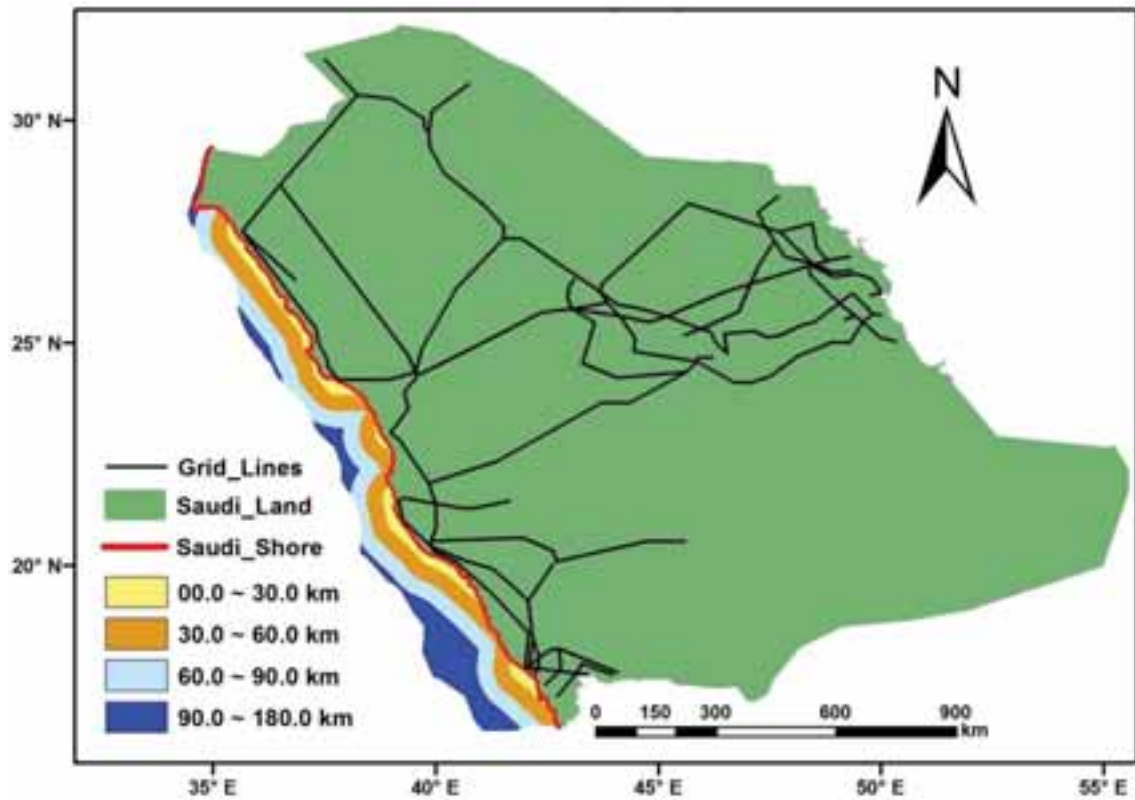 N
30° N
25° N
20° N
Grid_Lines
Saudi_Land
Saudi_Shore
00.0 ~ 30.0 km
30.0 ~ 60.0 km
60.0 ~ 90.0 km
90.0 ~ 180.0 km
0 150 300 600 900
km
35° E 40° E 45° E 50° E 55° E